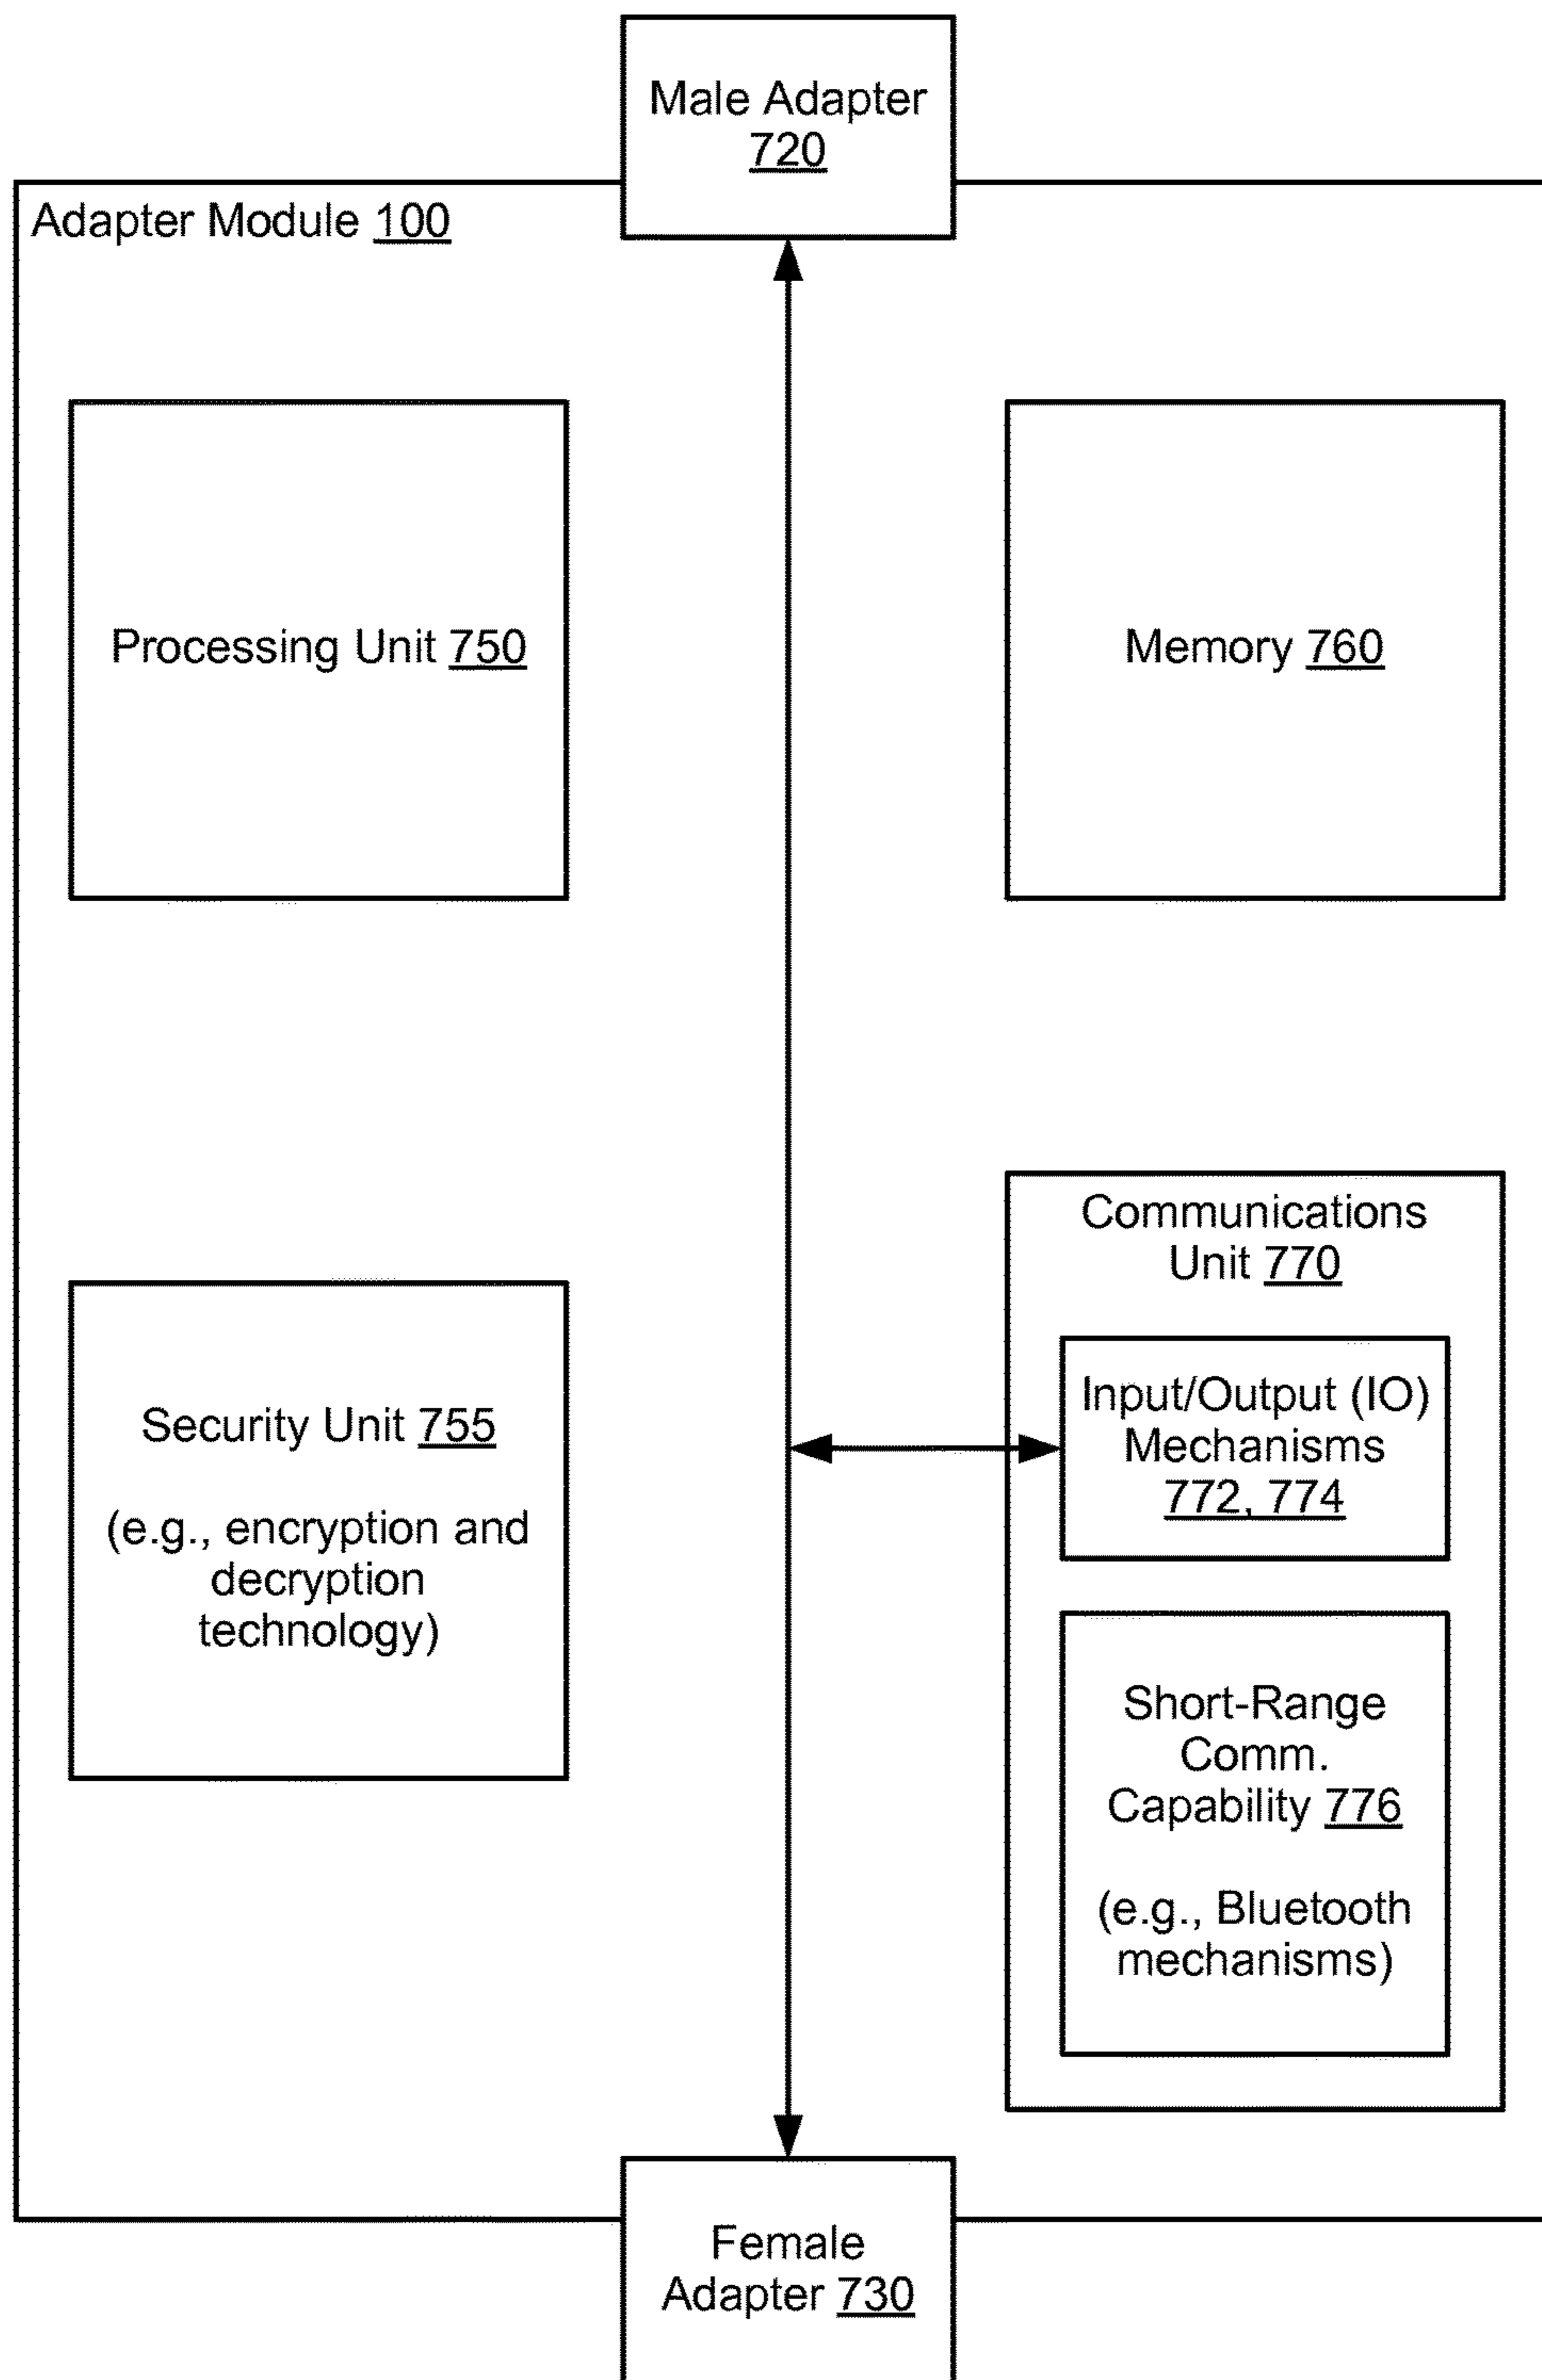 Male Adapter
720
Adapter Module 100
Processing Unit 750
Memory 760
Communications
Unit 770
Input/Output (IO)
Mechanisms
772, 774
Security Unit 755
(e.g., encryption and
decryption
technology)
Short-Range
Comm.
Capability 776
(e.g., Bluetooth
mechanisms)
Female
Adapter 730